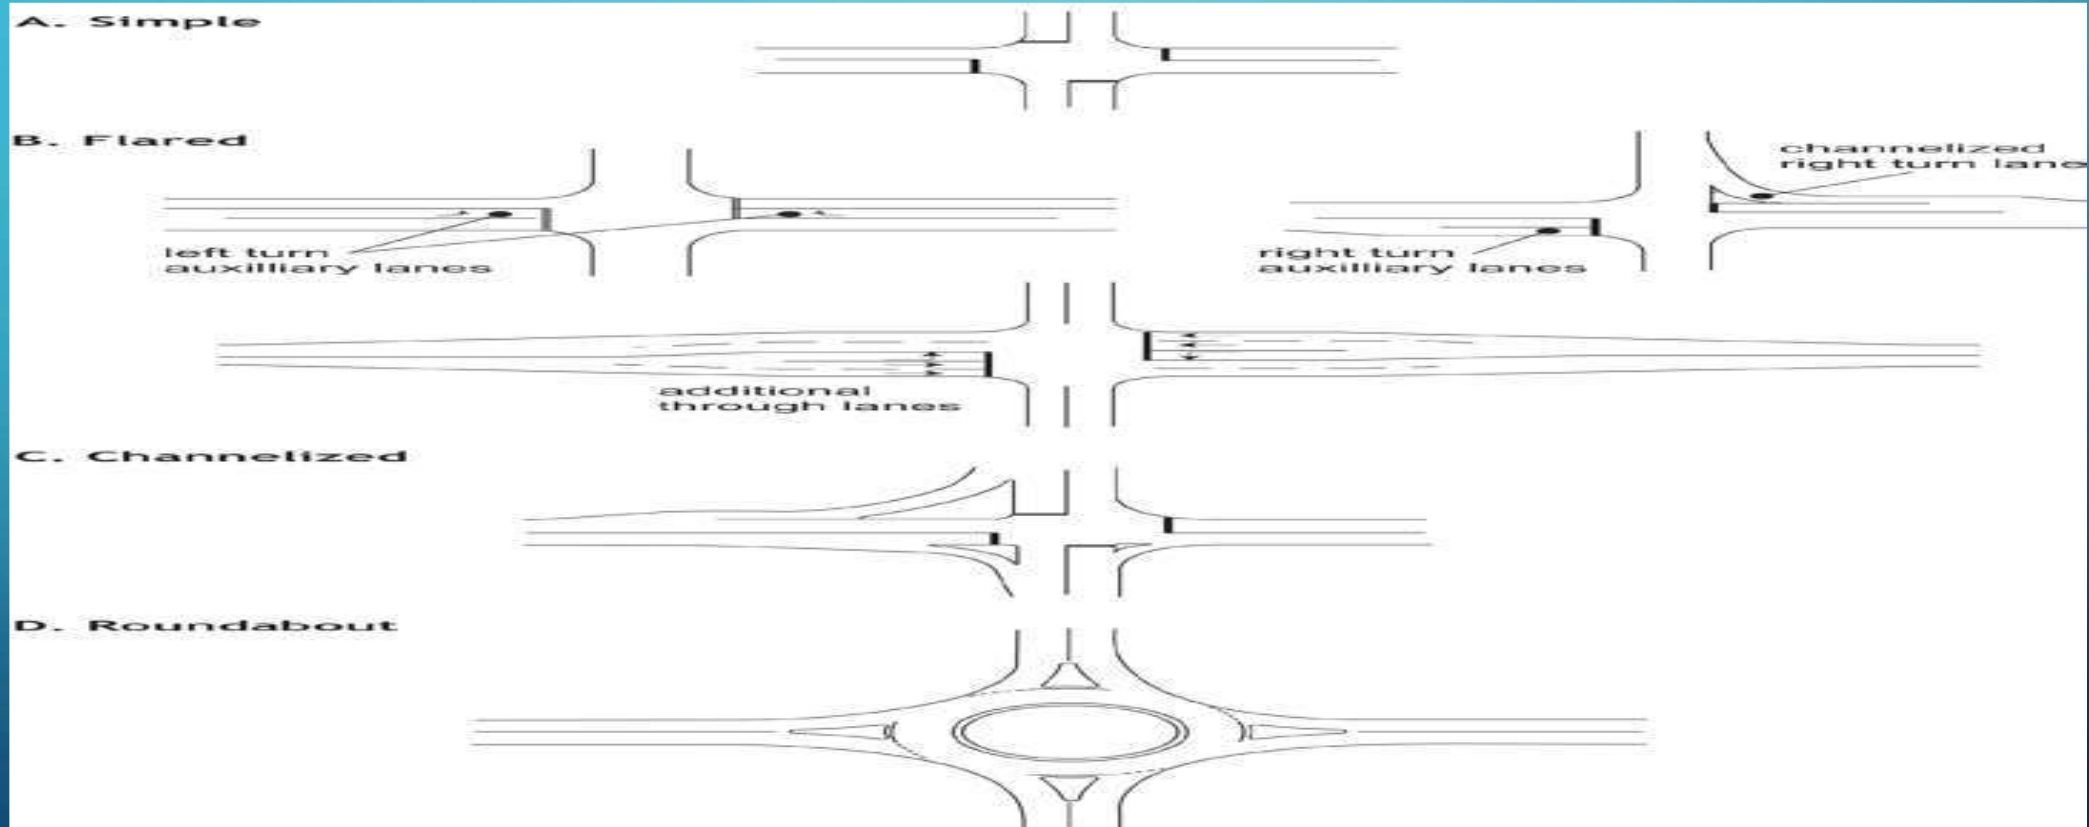 A. Simple
B. Flared
channelized
right turn lane
left turn
auxilliary lanes
right turn
auxilliary lanes
additional
through lanes
C. Channelized
D. Roundabout